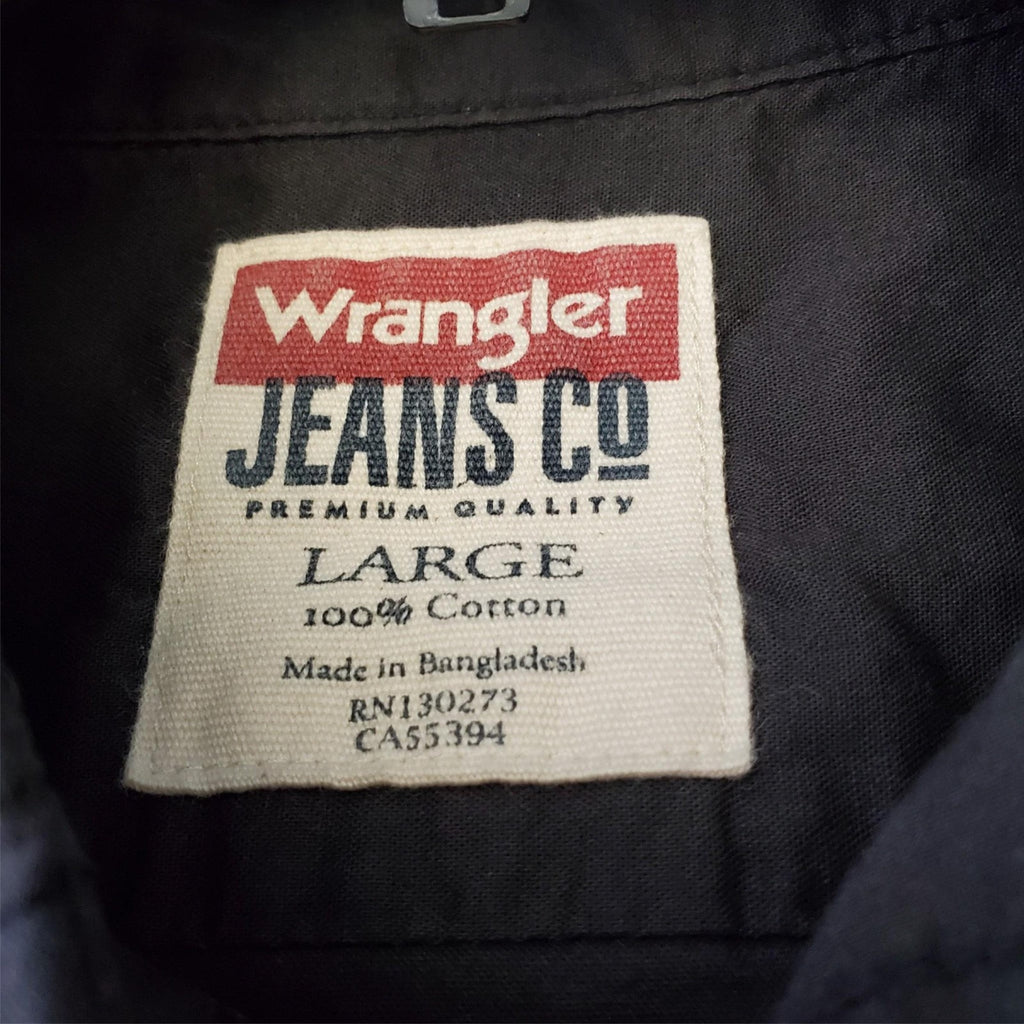 Wrangler
JEANS CO
PREMIUM QUALITY
LARGE
100% Cotton
Made in Bangladesh
RN130273
CA55394